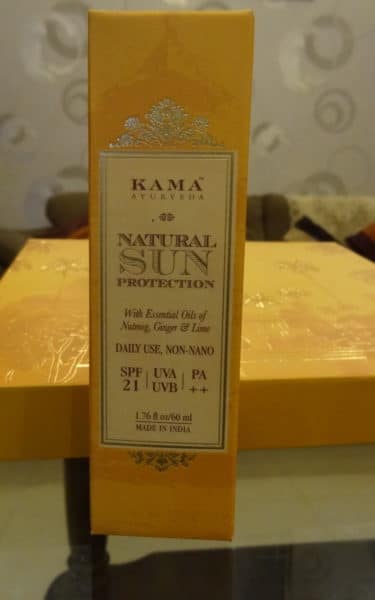 KAMA™
AYURVEDA
NATURAL
SUN
PROTECTION
With Essential Oils of
Nutmeg, Ginger & Lime
DAILY USE, NON-NANO
SPF 21 | UVA UVB | PA ++
1.76 fl oz/60 ml
MADE IN INDIA